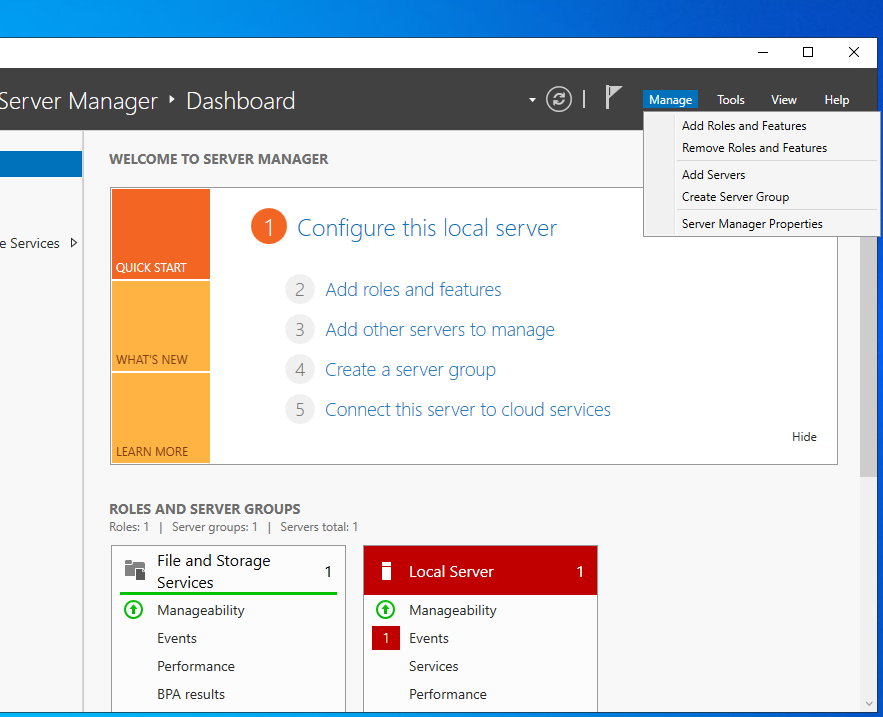 Server Manager ‣ Dashboard
Manage Tools View Help
Add Roles and Features
Remove Roles and Features
Add Servers
Create Server Group
Server Manager Properties
Services
WELCOME TO SERVER MANAGER
QUICK START
WHAT'S NEW
LEARN MORE
1 Configure this local server
2 Add roles and features
3 Add other servers to manage
4 Create a server group
5 Connect this server to cloud services
Hide
ROLES AND SERVER GROUPS
Roles: 1 | Server groups: 1 | Servers total: 1
File and Storage
Services
1
Manageability
Events
Performance
BPA results
Local Server 1
Manageability
1 Events
Services
Performance